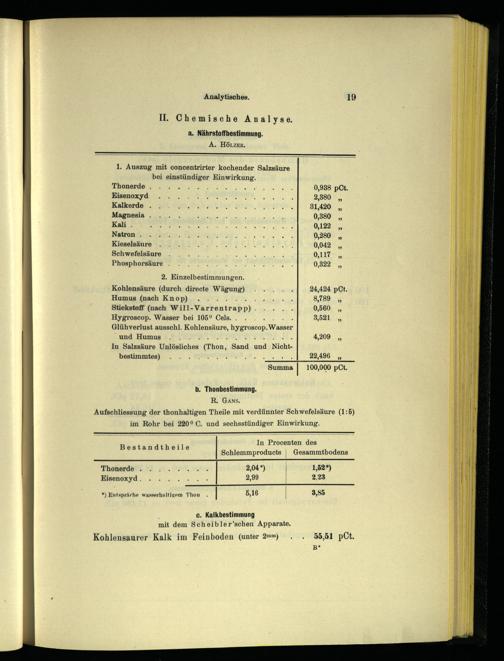 Analytisches. 19
II. Chemische Analyse.
a. Nährstoffbestimmung.
A. HÖLZER.
1. Auszug mit concentrirter kochender Salzsäure
bei einstündiger Einwirkung.
Thonerde . . . . . . . . . . . . . 0,938 pCt.
Eisenoxyd . . . . . . . . . . . . . 2,380 „
Kalkerde . . . . . . . . . . . . . 31,420 „
Magnesia . . . . . . . . . . . . . 0,380 „
Kali . . . . . . . . . . . . . . . 0,122 „
Natron . . . . . . . . . . . . . . 0,280 „
Kieselsäure . . . . . . . . . . . . 0,042 „
Schwefelsäure . . . . . . . . . . . 0,117 „
Phosphorsäure . . . . . . . . . . . 0,322 „
2. Einzelbestimmungen.
Kohlensäure (durch directe Wägung) . . . . . 24,424 pCt.
Humus (nach Knop) . . . . . . . . . 8,789 „
Stickstoff (nach Will-Varrentrapp) . . . . 0,560 „
Hygroscop. Wasser bei 105° Cels. . . . . . . 3,521 „
Glühverlust ausschl. Kohlensäure, hygroscop. Wasser
und Humus . . . . . . . . . . . . 4,209 „
In Salzsäure Unlösliches (Thon, Sand und Nicht-
bestimmtes) . . . . . . . . . . . 22,496 „
Summa 100,000 pCt.
b. Thonbestimmung.
R. GANS.
Aufschliessung der thonhaltigen Theile mit verdünnter Schwefelsäure (1:5)
im Rohr bei 220° C. und sechsstündiger Einwirkung.
Bestandtheile In Procenten des
Schlemmproducts Gesammtbodens
Thonerde . . . . . . . 2,04*) 1,52*)
Eisenoxyd . . . . . . . 2,99 2,23
*) Entspräche wasserhaltigem Thon . 5,16 3,85
c. Kalkbestimmung
mit dem Scheibler'schen Apparate.
Kohlensaurer Kalk im Feinboden (unter 2mm) . . 55,51 pCt.
B*